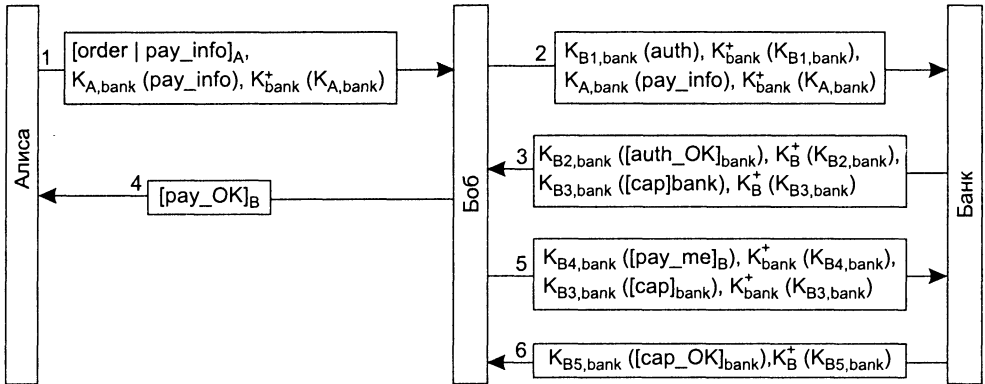 Алиса
1
[order | pay_info]A,
KA,bank (pay_info), K+bank (KA,bank)
Боб
2
KB1,bank (auth), K+bank (KB1,bank),
KA,bank (pay_info), K+bank (KA,bank)
Банк
3
KB2,bank ([auth_OK]bank), K+B (KB2,bank),
KB3,bank ([cap]bank), K+B (KB3,bank)
4
[pay_OK]B
5
KB4,bank ([pay_me]B), K+bank (KB4,bank),
KB3,bank ([cap]bank), K+bank (KB3,bank)
6
KB5,bank ([cap_OK]bank),K+B (KB5,bank)